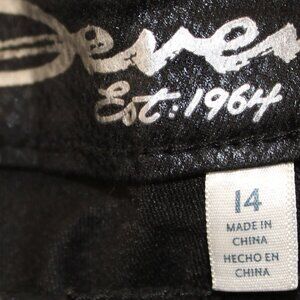 Seven
Est: 1964
14
MADE IN
CHINA
HECHO EN
CHINA